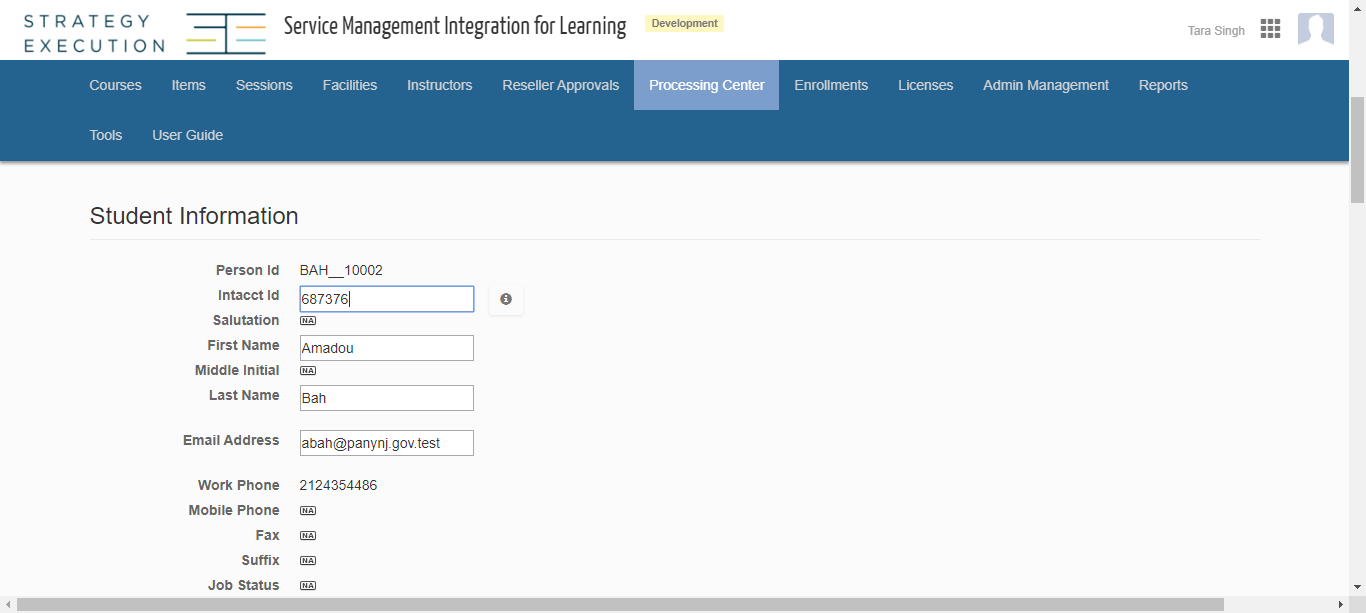 STRATEGY
EXECUTION
Service Management Integration for Learning
Development
Tara Singh
Courses Items Sessions Facilities Instructors Reseller Approvals Processing Center Enrollments Licenses Admin Management Reports
Tools User Guide
Student Information
Person Id BAH__10002
Intacct Id 687376
Salutation NA
First Name Amadou
Middle Initial NA
Last Name Bah
Email Address abah@panynj.gov.test
Work Phone 2124354486
Mobile Phone NA
Fax NA
Suffix NA
Job Status NA